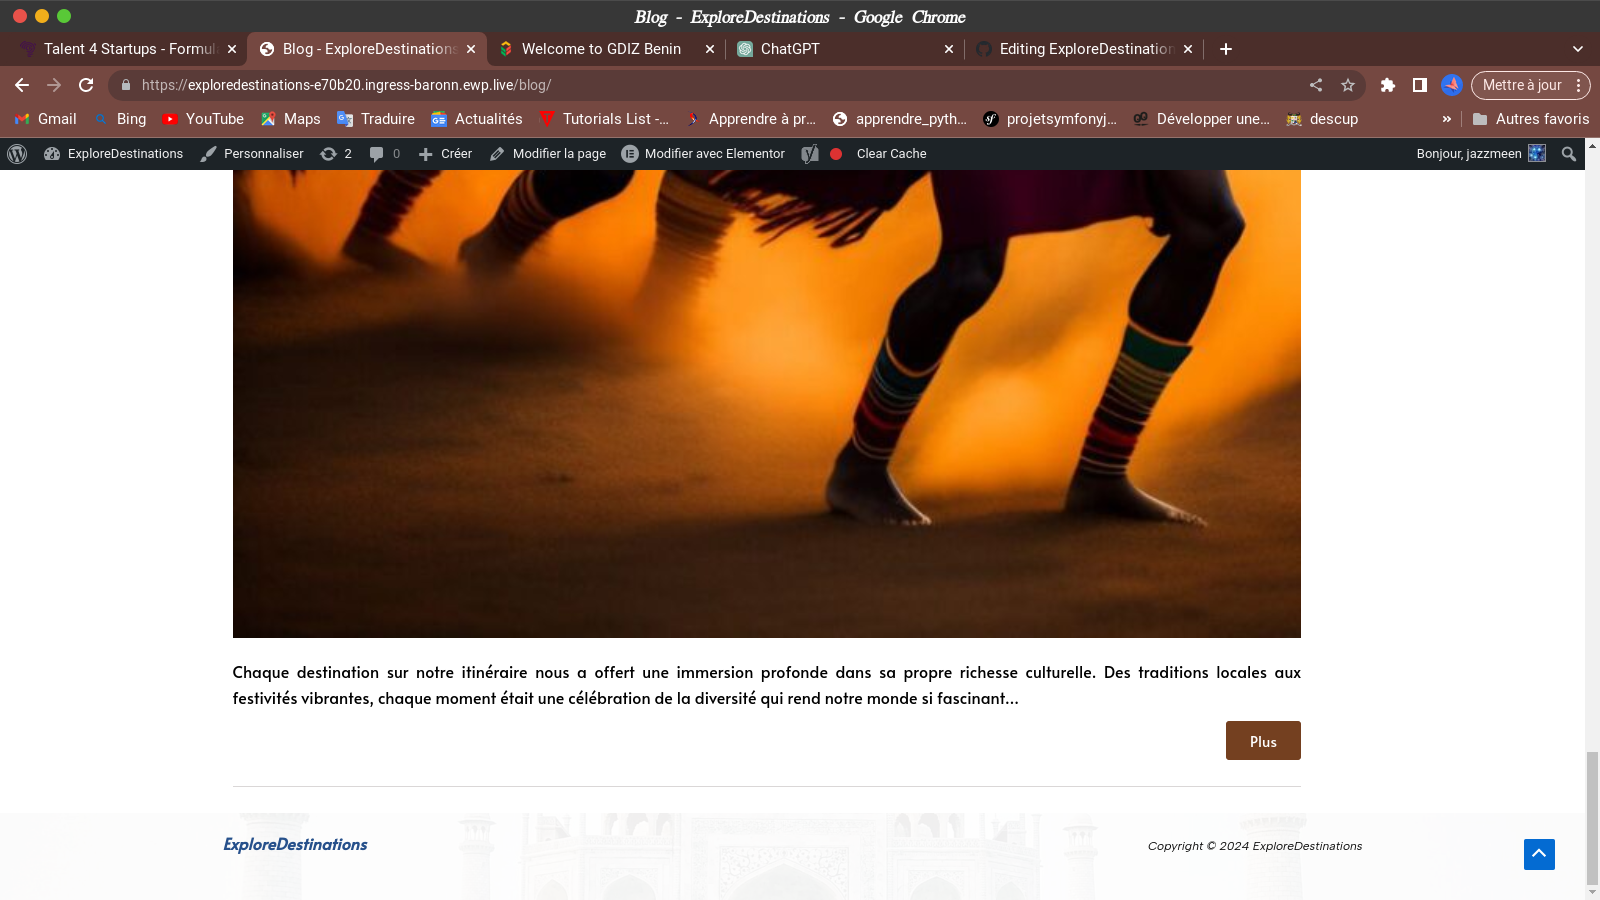 Blog - ExploreDestinations - Google Chrome
Talent 4 Startups - Formul
Blog - ExploreDestinations
Welcome to GDIZ Benin
ChatGPT
Editing ExploreDestination
https://exploredestinations-e70b20.ingress-baronn.ewp.live/blog/
Mettre à jour
Gmail Bing YouTube Maps Traduire Actualités Tutorials List -... Apprendre à pr... apprendre_pyth... projetsymfonyj... Développer une... descup » Autres favoris
ExploreDestinations Personnaliser 2 0 Créer Modifier la page Modifier avec Elementor Clear Cache Bonjour, jazzmeen
Chaque destination sur notre itinéraire nous a offert une immersion profonde dans sa propre richesse culturelle. Des traditions locales aux
festivités vibrantes, chaque moment était une célébration de la diversité qui rend notre monde si fascinant...
Plus
ExploreDestinations
Copyright © 2024 ExploreDestinations